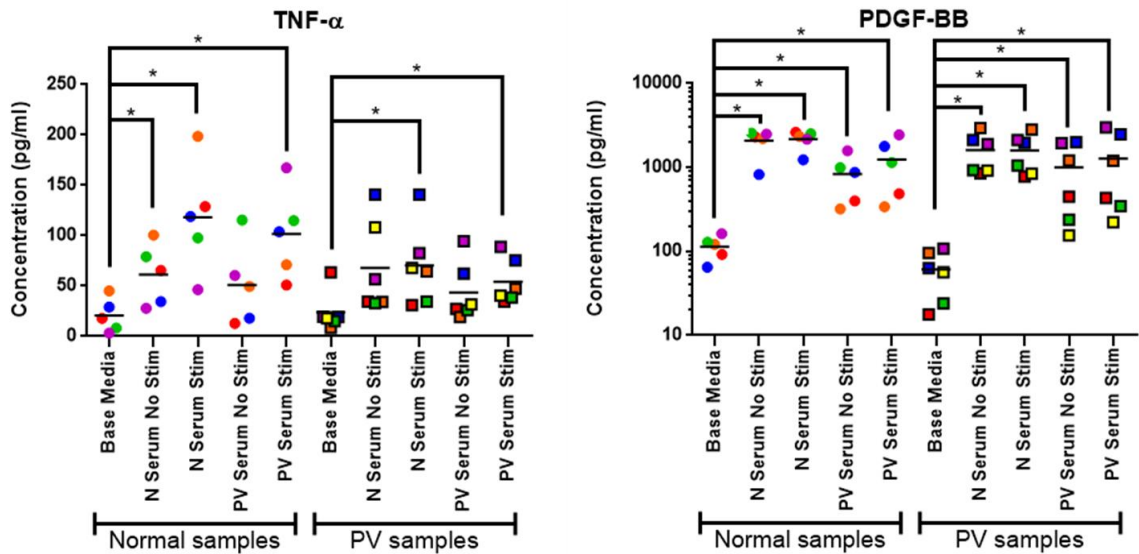 TNF-α
Concentration (pg/ml)
250
200
150
100
50
0
* * * * *
Base Media
N Serum No Stim
N Serum Stim
PV Serum No Stim
PV Serum Stim
Base Media
N Serum No Stim
N Serum Stim
PV Serum No Stim
PV Serum Stim
Normal samples
PV samples
PDGF-BB
Concentration (pg/ml)
10000
1000
100
10
* * * * * * * *
Base Media
N Serum No Stim
N Serum Stim
PV Serum No Stim
PV Serum Stim
Base Media
N Serum No Stim
N Serum Stim
PV Serum No Stim
PV Serum Stim
Normal samples
PV samples